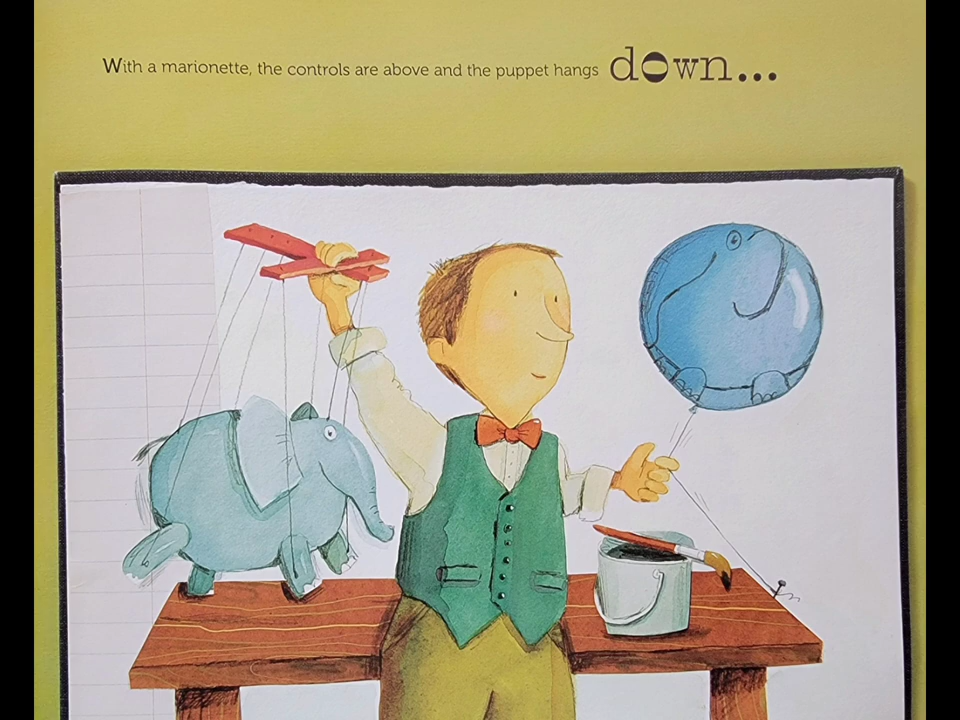 With a marionette, the controls are above and the puppet hangs down...